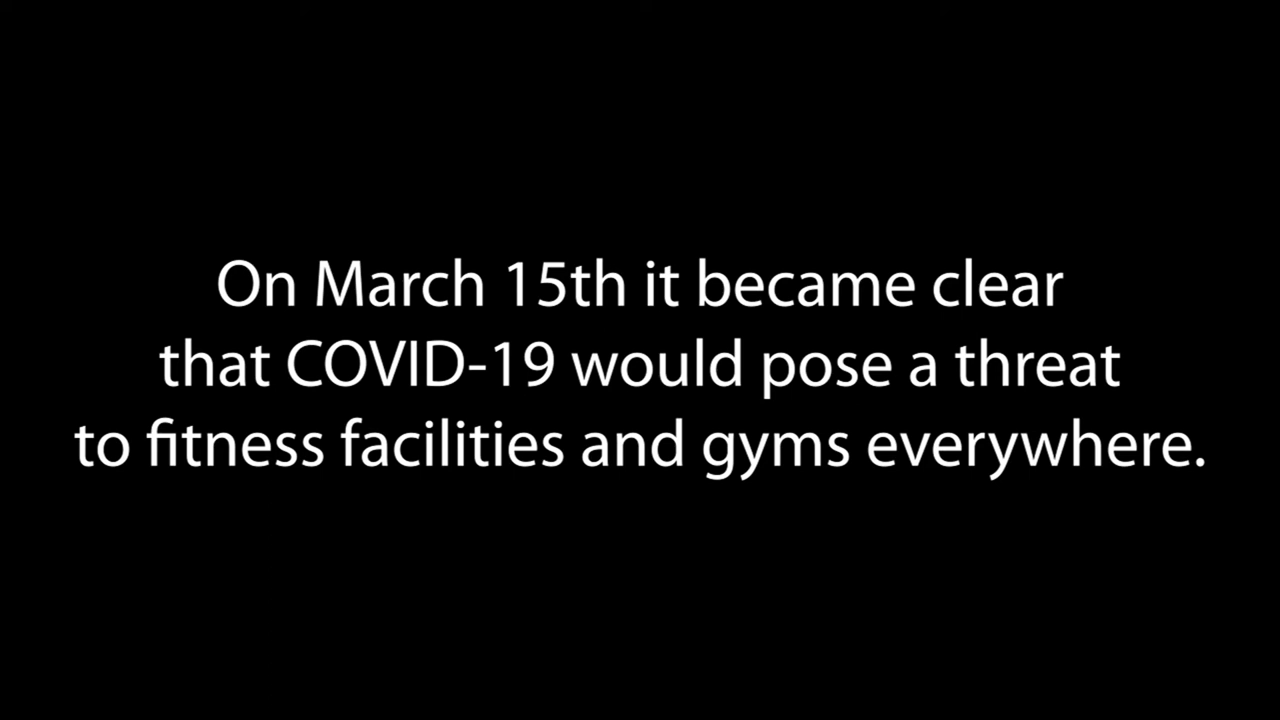 On March 15th it became clear
that COVID-19 would pose a threat
to fitness facilities and gyms everywhere.